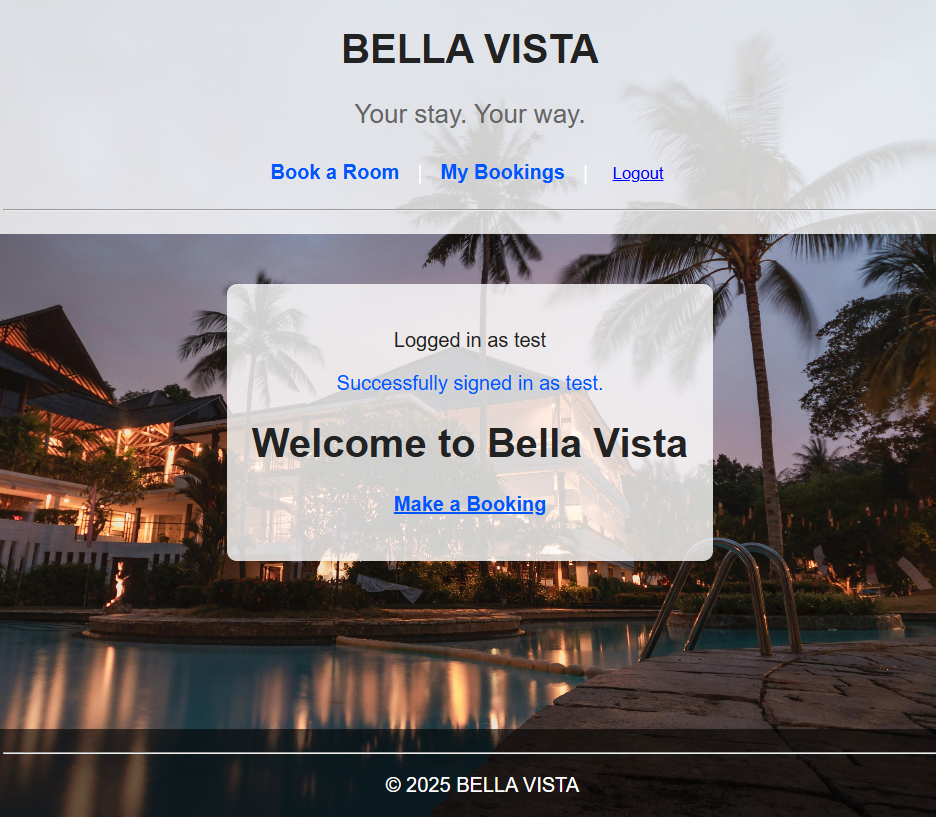 BELLA VISTA
Your stay. Your way.
Book a Room | My Bookings | Logout
Logged in as test
Successfully signed in as test.
Welcome to Bella Vista
Make a Booking
© 2025 BELLA VISTA